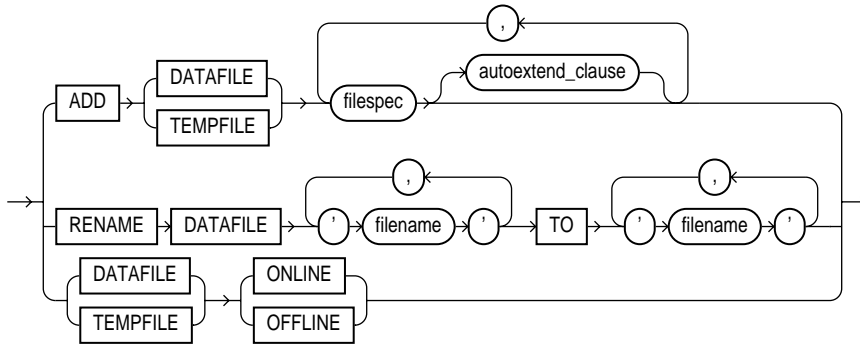 ,
DATAFILE autoextend_clause
ADD filespec
TEMPFILE
, ,
RENAME DATAFILE ' filename ' TO ' filename '
DATAFILE ONLINE
TEMPFILE OFFLINE